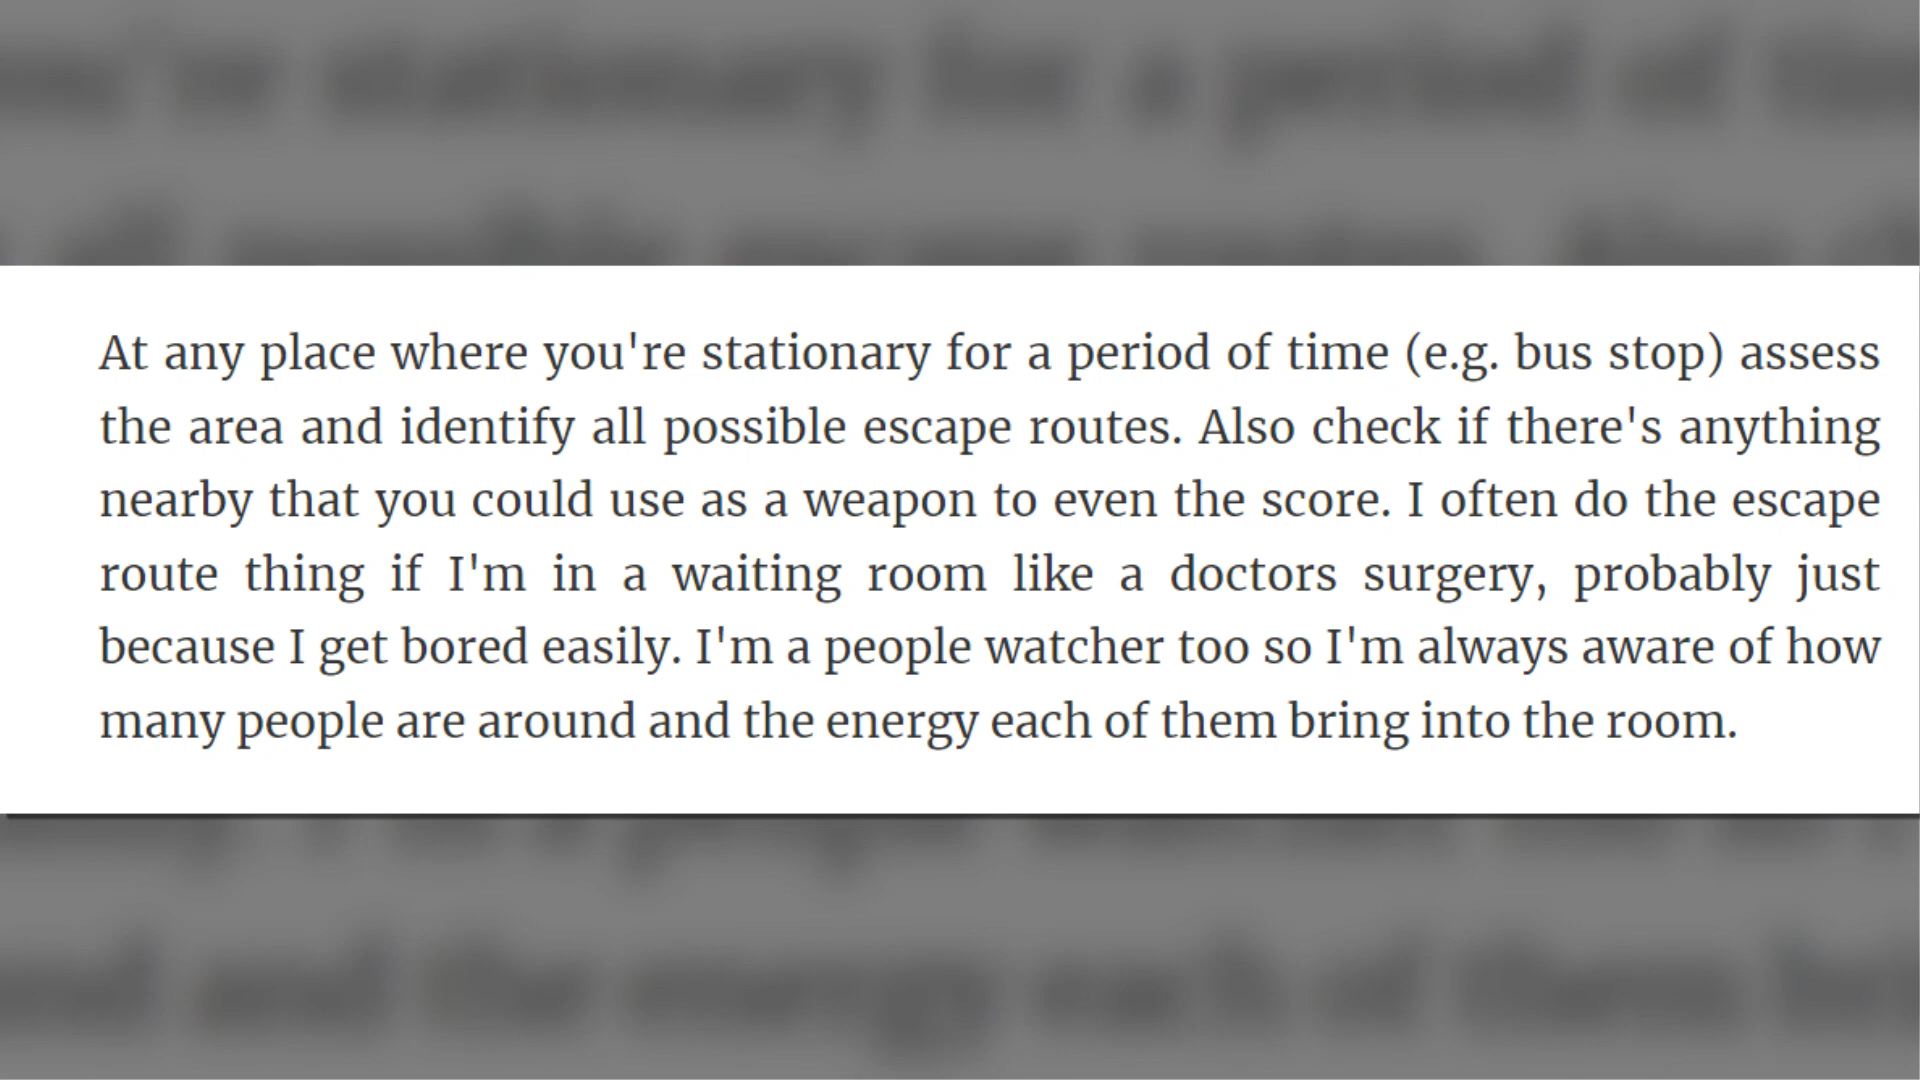 At any place where you're stationary for a period of time (e.g. bus stop) assess
the area and identify all possible escape routes. Also check if there's anything
nearby that you could use as a weapon to even the score. I often do the escape
route thing if I'm in a waiting room like a doctors surgery, probably just
because I get bored easily. I'm a people watcher too so I'm always aware of how
many people are around and the energy each of them bring into the room.